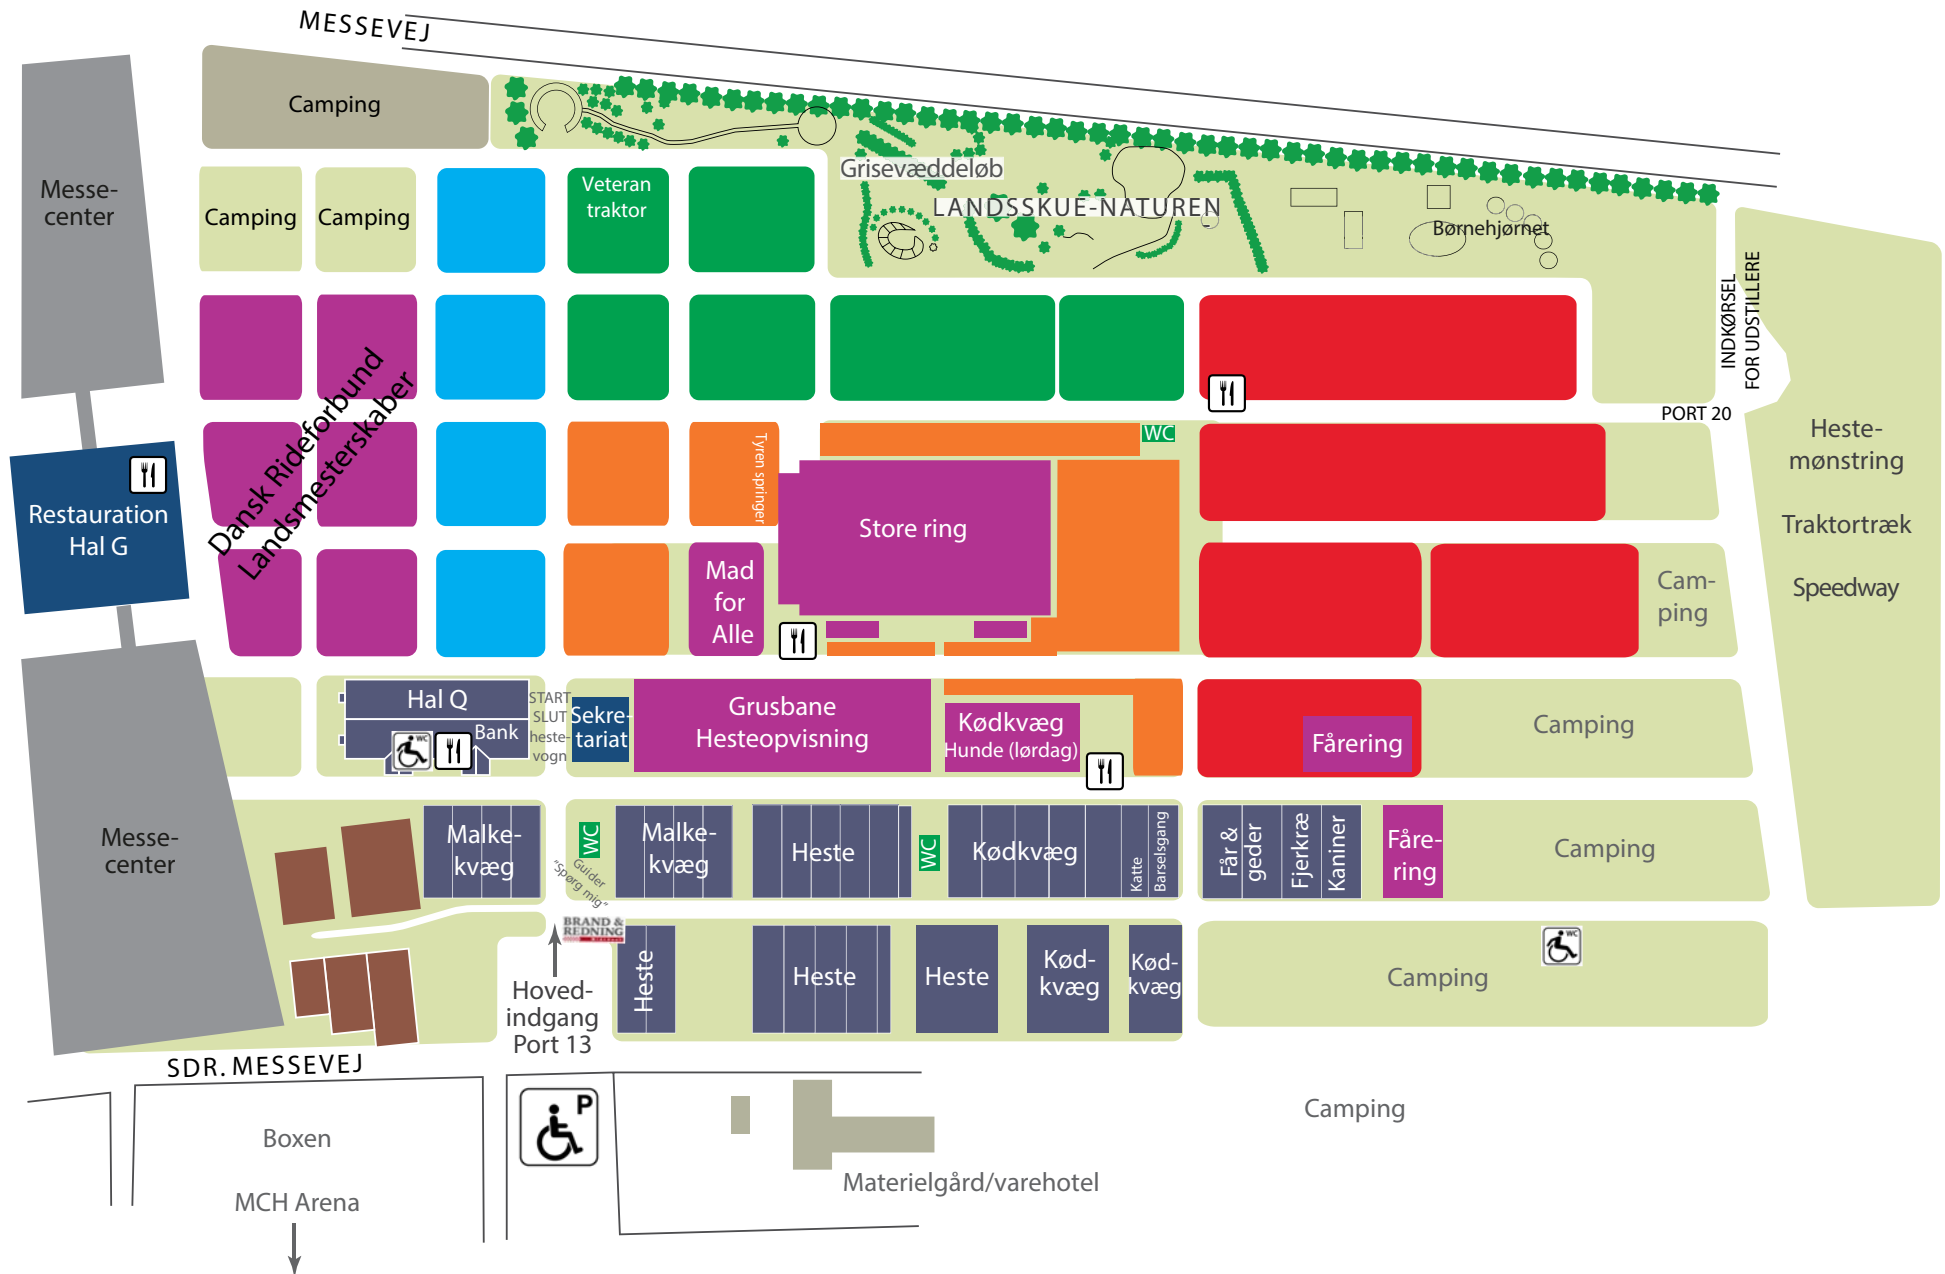 MESSEVEJ
Camping
Messe-
center
Camping
Camping
Veteran
traktor
Grisevæddeløb
LANDSSKUE-NATUREN
Børnehjørnet
INDKØRSEL
FOR UDSTILLERE
PORT 20
Heste-
mønstring
Traktortræk
Speedway
Dansk Rideforbund
Landsmesterskaber
Restauration
Hal G
Tyren springer
WC
Store ring
Mad
for
Alle
Cam-
ping
Hal Q
Bank
WC
START
SLUT
heste-
vogn
Sekre-
tariat
Grusbane
Hesteopvisning
Kødkvæg
Hunde (lørdag)
Fårering
Camping
Messe-
center
Malke-
kvæg
WC
Guider
"Spørg mig"
Malke-
kvæg
Heste
WC
Kødkvæg
Katte
Barselsgang
Får &
geder
Fjerkræ
Kaniner
Fåre-
ring
Camping
BRAND &
REDNING
Heste
Heste
Heste
Kød-
kvæg
Kød-
kvæg
WC
Camping
Hoved-
indgang
Port 13
SDR. MESSEVEJ
P
Boxen
MCH Arena
Materielgård/varehotel
Camping